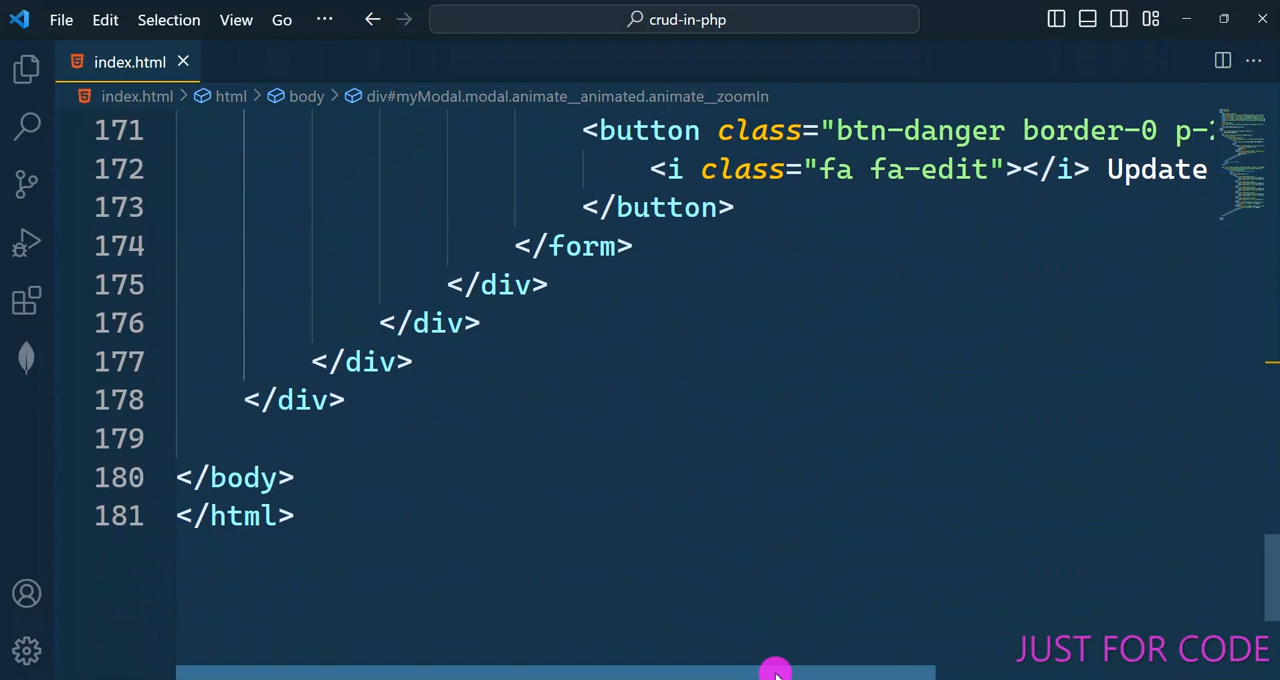 File Edit Selection View Go ... crud-in-php
index.html
index.html > html > body > div#myModal.modal.animate__animated.animate__zoomIn
171 <button class="btn-danger border-0 p-
172 <i class="fa fa-edit"></i> Update
173 </button>
174 </form>
175 </div>
176 </div>
177 </div>
178 </div>
179
180 </body>
181 </html>
JUST FOR CODE